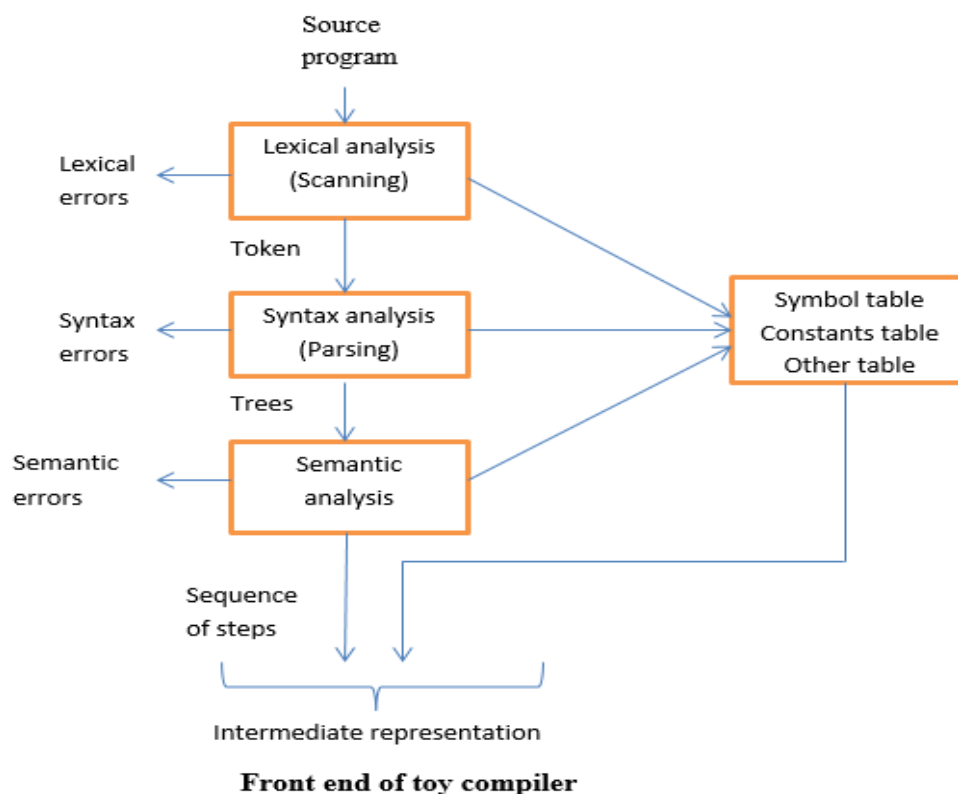 Source
program
Lexical analysis
(Scanning)
Lexical
errors
Token
Syntax analysis
(Parsing)
Syntax
errors
Symbol table
Constants table
Other table
Trees
Semantic
analysis
Semantic
errors
Sequence
of steps
Intermediate representation
Front end of toy compiler